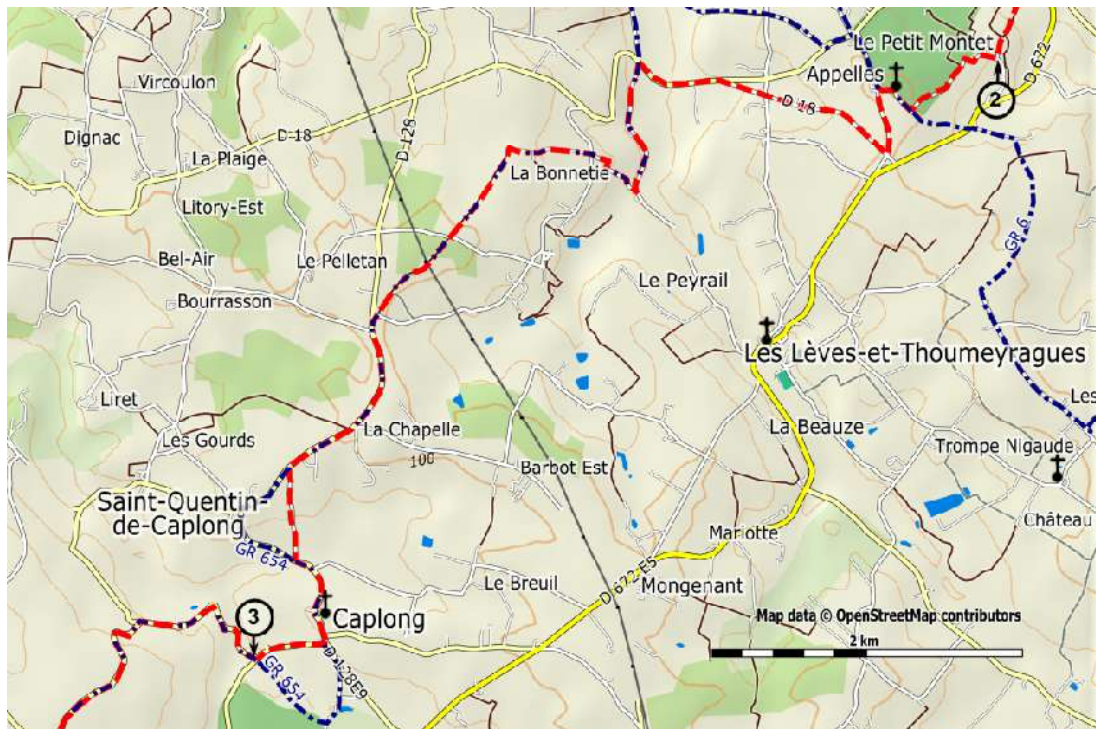 Le Petit Montet
Appelles
D 672
2
Vircoulon
Dignac
D 18
D 128
D 18
La Plaige
La Bonnetie
Litory-Est
GR 6
Bel-Air
Le Pelletan
Le Peyrail
Bourrasson
Les Lèves-et-Thoumeyragues
Liret
Les
La Chapelle
La Beauze
Les Gourds
Trompe Nigaude
100
Barbot Est
Saint-Quentin-
de-Caplong
Château
Mariotte
GR 654
Le Breuil
D 672 E5
Mongenant
3
Caplong
Map data © OpenStreetMap contributors
2 km
GR 654
D 128E9